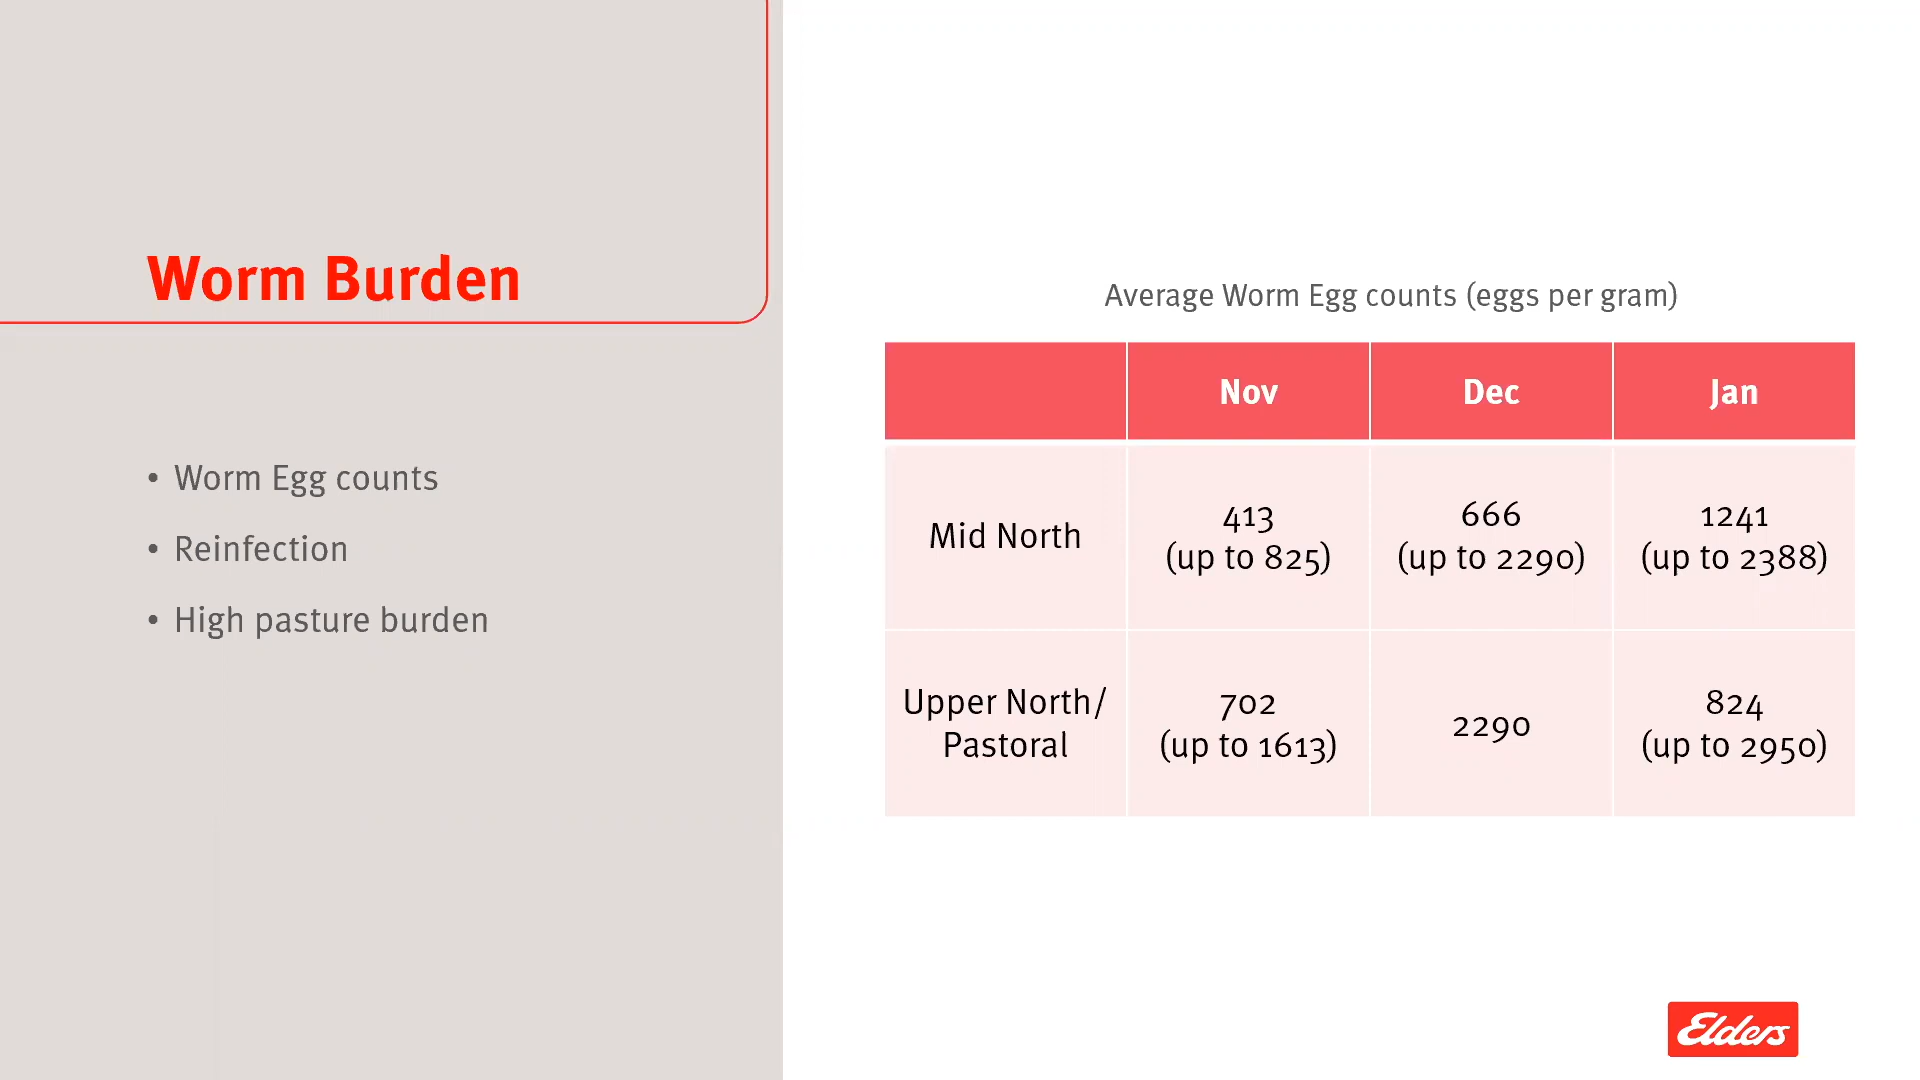 Worm Burden
• Worm Egg counts
• Reinfection
• High pasture burden
Average Worm Egg counts (eggs per gram)
Nov Dec Jan
Mid North
413
(up to 825)
666
(up to 2290)
1241
(up to 2388)
Upper North/
Pastoral
702
(up to 1613)
2290
824
(up to 2950)
Elders